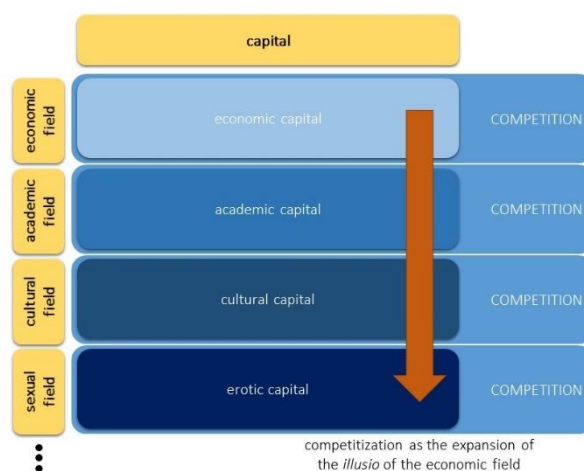 capital
economic
field
economic capital
COMPETITION
academic
field
academic capital
COMPETITION
cultural
field
cultural capital
COMPETITION
sexual
field
erotic capital
COMPETITION
competitization as the expansion of
the illusio of the economic field